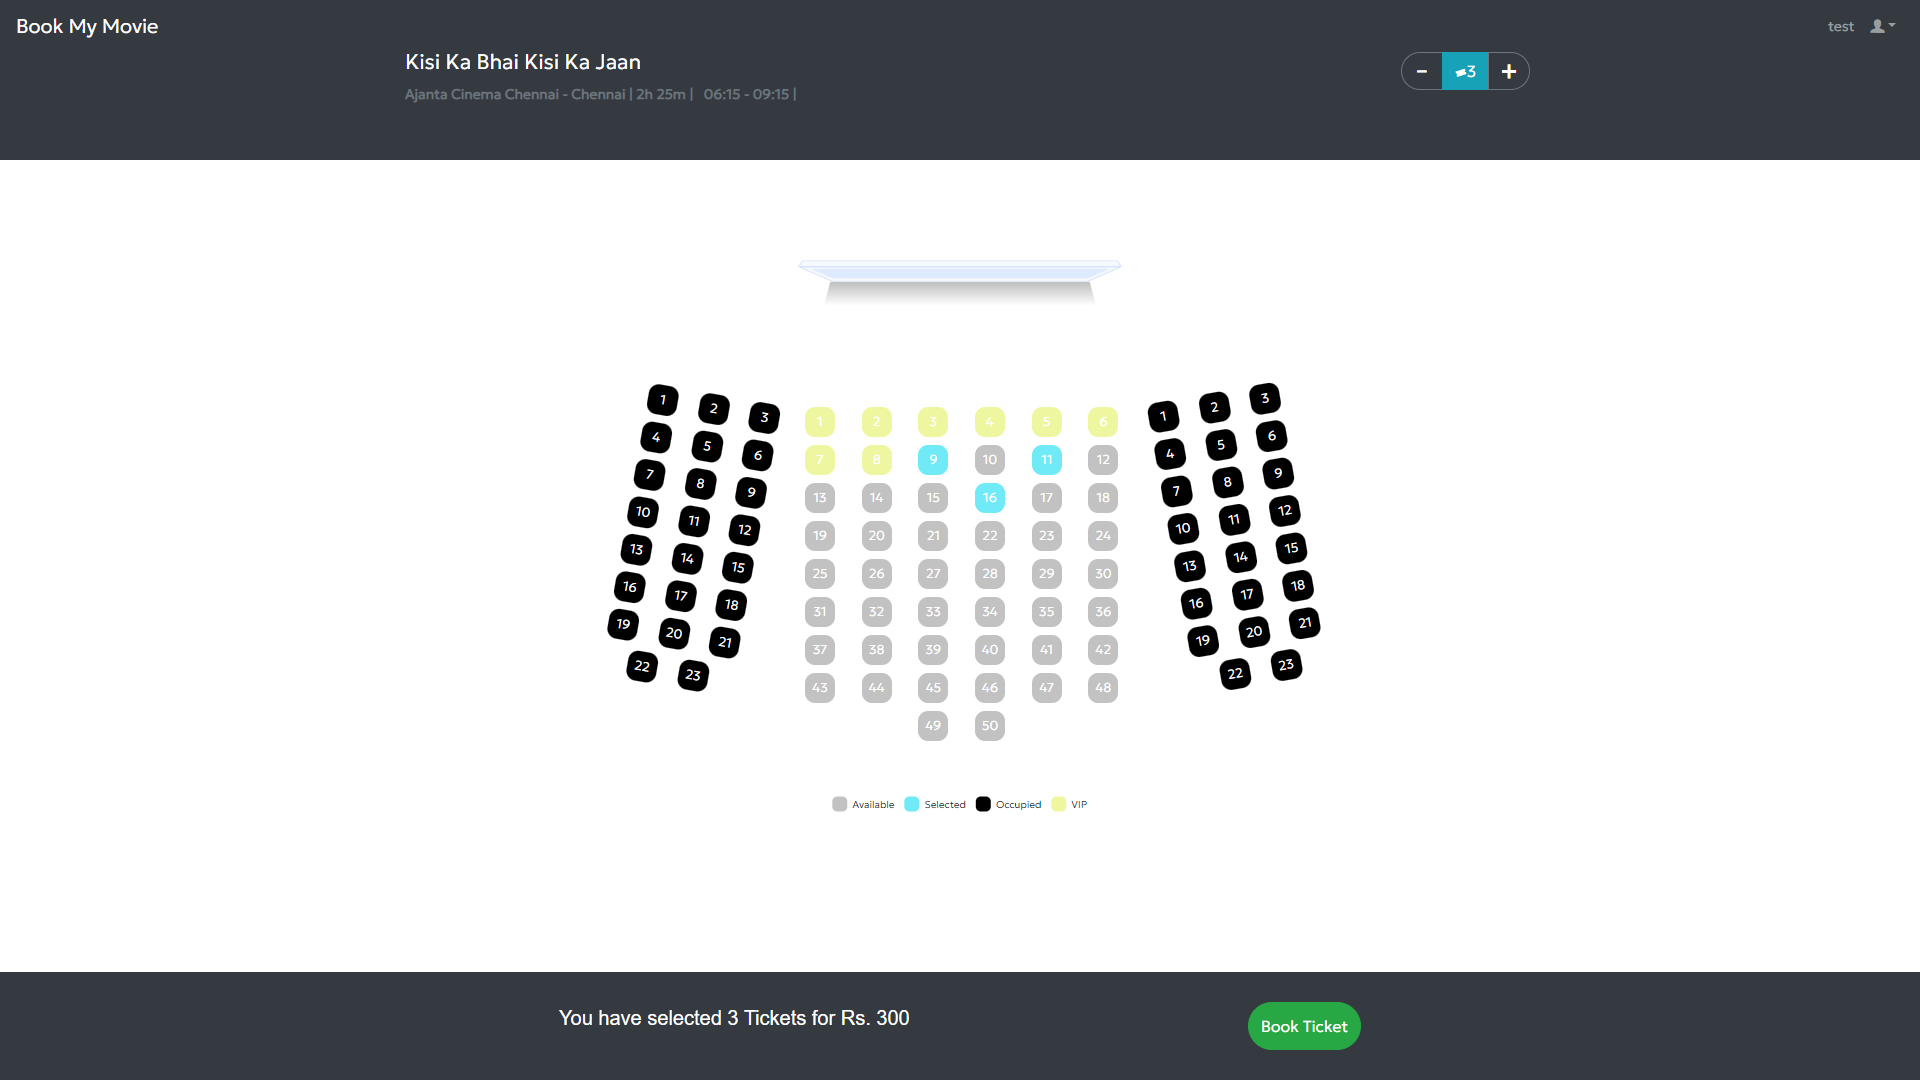 Book My Movie
test
Kisi Ka Bhai Kisi Ka Jaan
- 3 +
Ajanta Cinema Chennai - Chennai | 2h 25m | 06:15 - 09:15 |
1 2 3
4 5 6
7 8 9
10 11 12
13 14 15
16 17 18
19 20 21
22 23
1 2 3 4 5 6
7 8 9 10 11 12
13 14 15 16 17 18
19 20 21 22 23 24
25 26 27 28 29 30
31 32 33 34 35 36
37 38 39 40 41 42
43 44 45 46 47 48
49 50
1 2 3
4 5 6
7 8 9
10 11 12
13 14 15
16 17 18
19 20 21
22 23
Available Selected Occupied VIP
You have selected 3 Tickets for Rs. 300
Book Ticket